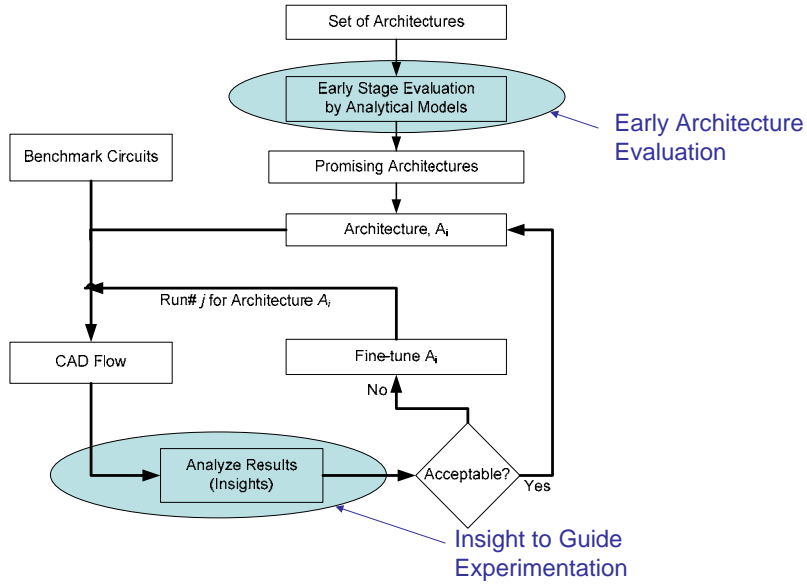 Set of Architectures
Early Stage Evaluation
by Analytical Models
Early Architecture
Evaluation
Benchmark Circuits
Promising Architectures
Architecture, Ai
Run# j for Architecture Ai
CAD Flow
Fine-tune Ai
No
Analyze Results
(Insights)
Acceptable?
Yes
Insight to Guide
Experimentation